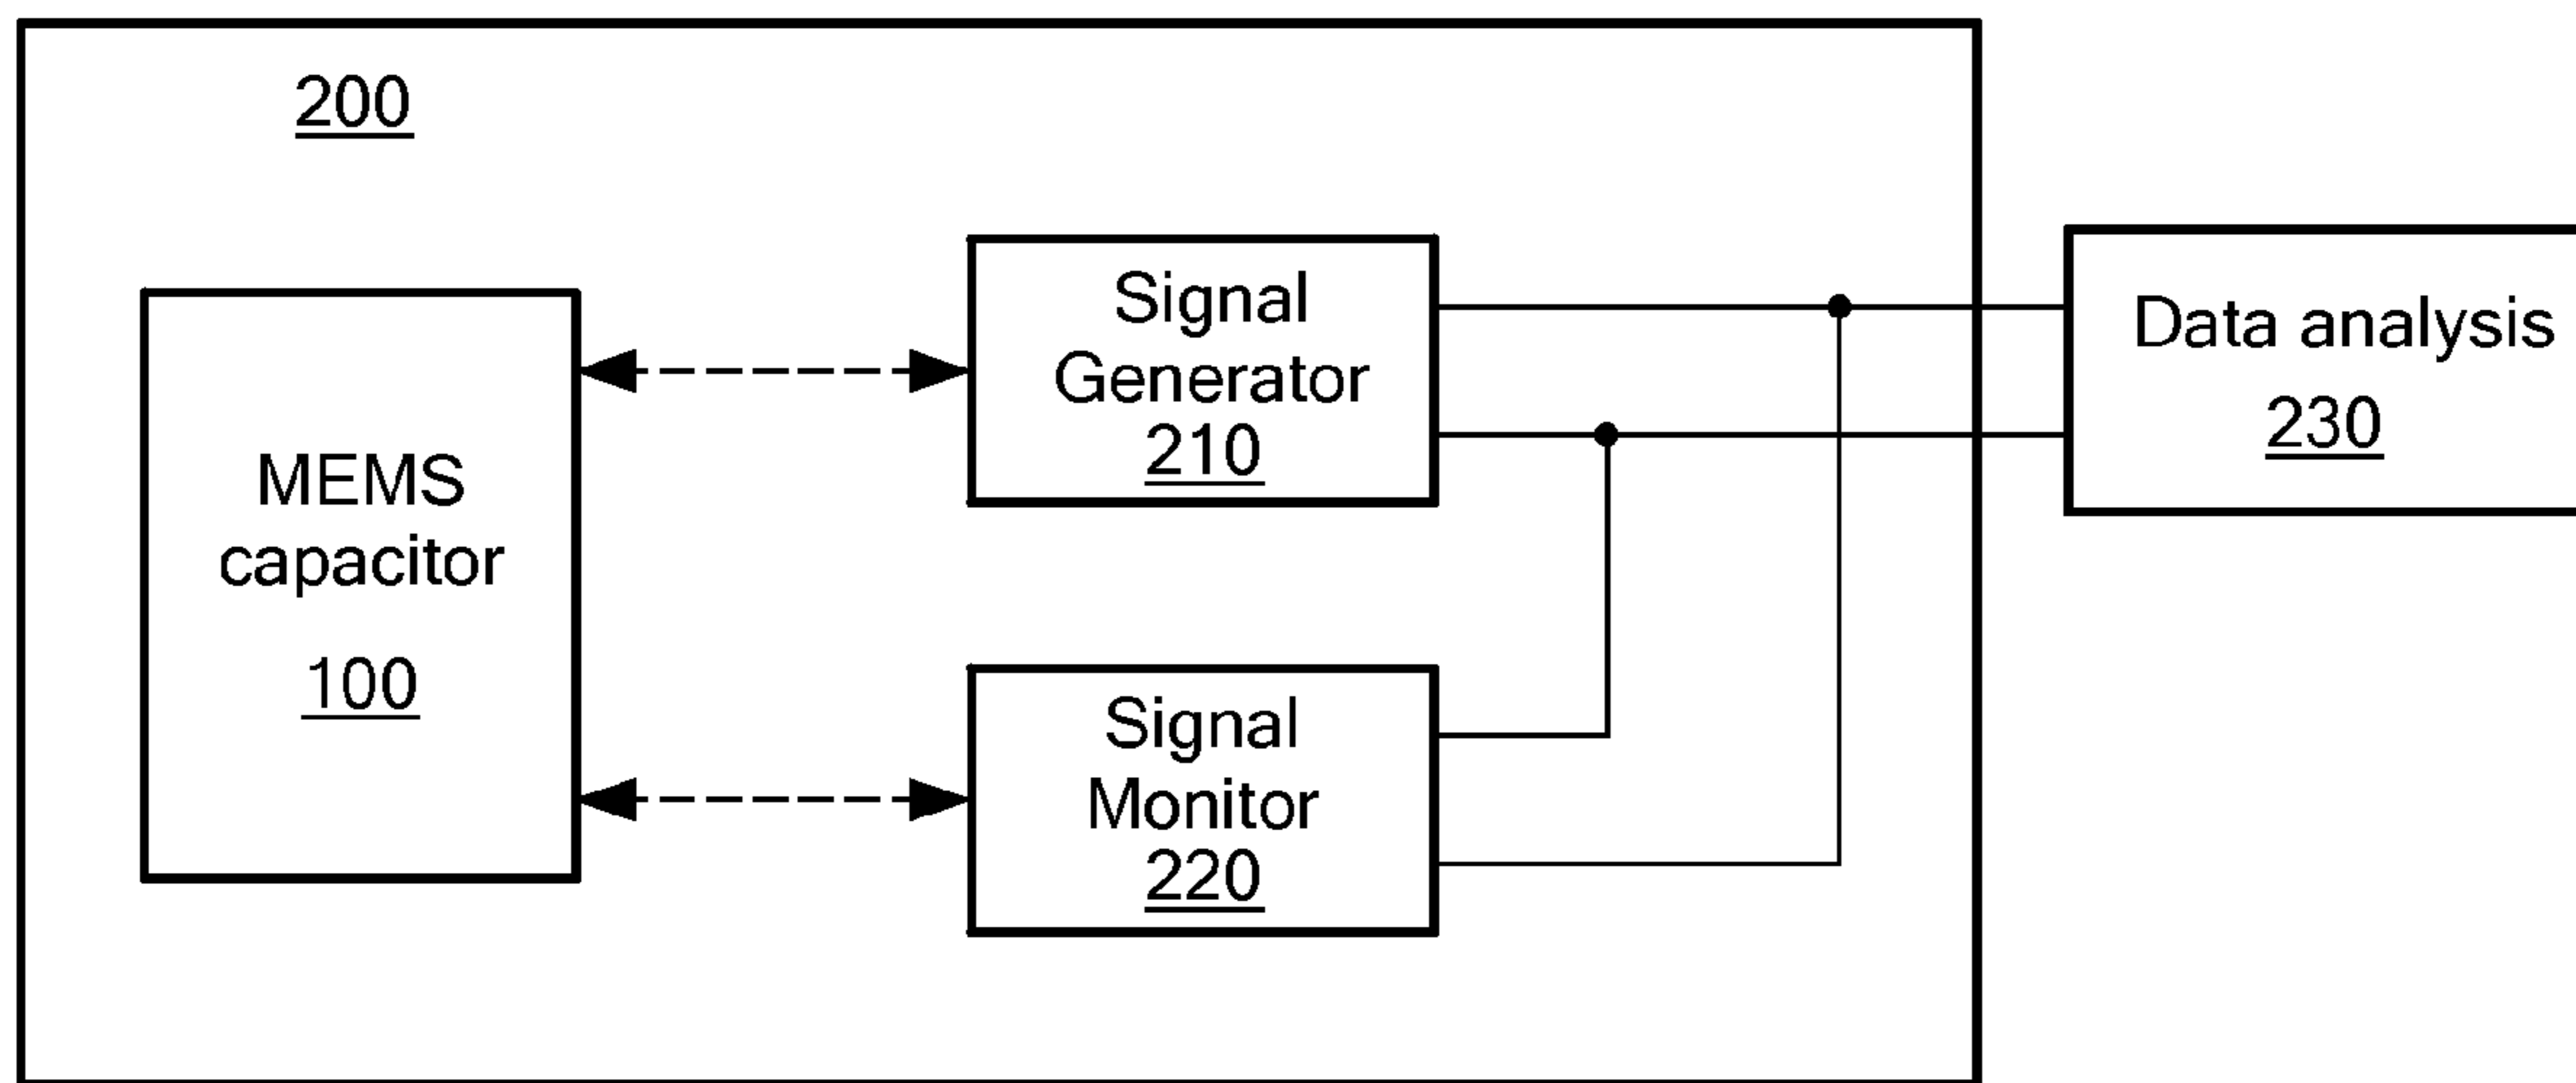 200
MEMS
capacitor
100
Signal
Generator
210
Signal
Monitor
220
Data analysis
230